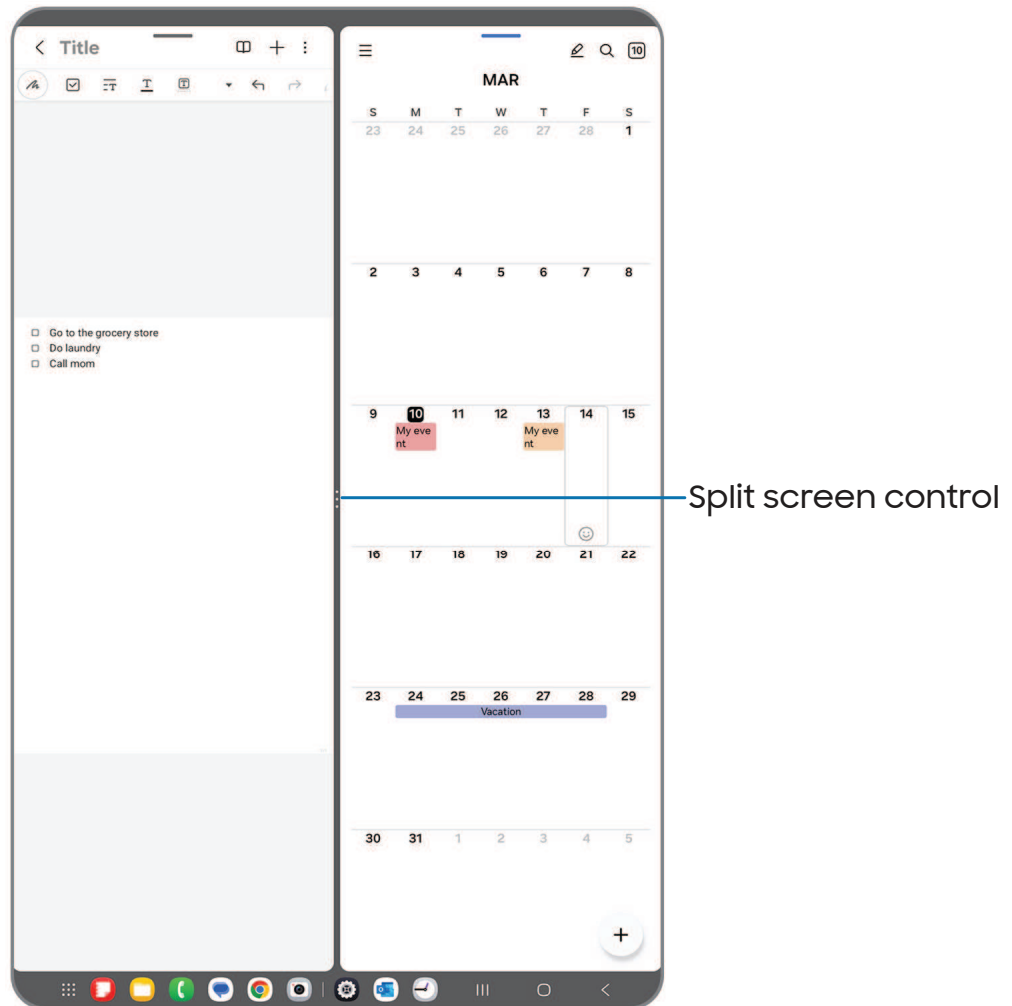 Title
Go to the grocery store
Do laundry
Call mom
10
MAR
S M T W T F S
23 24 25 26 27 28 1
2 3 4 5 6 7 8
9 10 11 12 13 14 15
My eve
nt
My eve
nt
16 17 18 19 20 21 22
23 24 25 26 27 28 29
Vacation
30 31 1 2 3 4 5
Split screen control